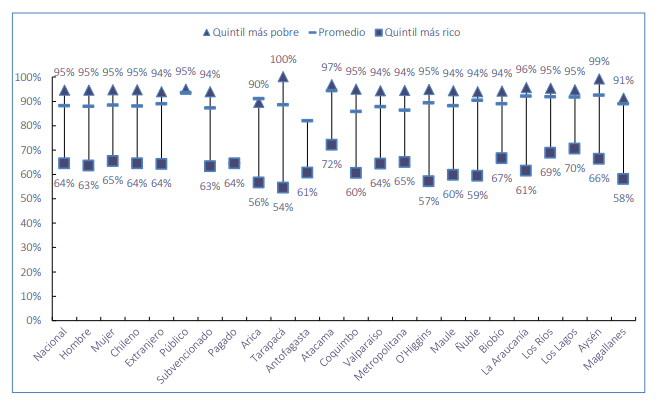 Quintil más pobre Promedio Quintil más rico
100%
90%
80%
70%
60%
50%
40%
30%
20%
10%
0%
95% 95% 95% 95% 94% 95% 94% 90% 100% 97% 95% 94% 94% 95% 94% 94% 94% 96% 95% 95% 99% 91%
64% 63% 65% 64% 64% 63% 64% 56% 54% 61% 72% 60% 64% 65% 57% 60% 59% 67% 61% 69% 70% 66% 58%
Nacional
Hombre
Mujer
Chileno
Extranjero
Público
Subvencionado
Pagado
Arica
Tarapacá
Antofagasta
Atacama
Coquimbo
Valparaíso
Metropolitana
O'Higgins
Maule
Ñuble
Biobío
La Araucanía
Los Ríos
Los Lagos
Aysén
Magallanes